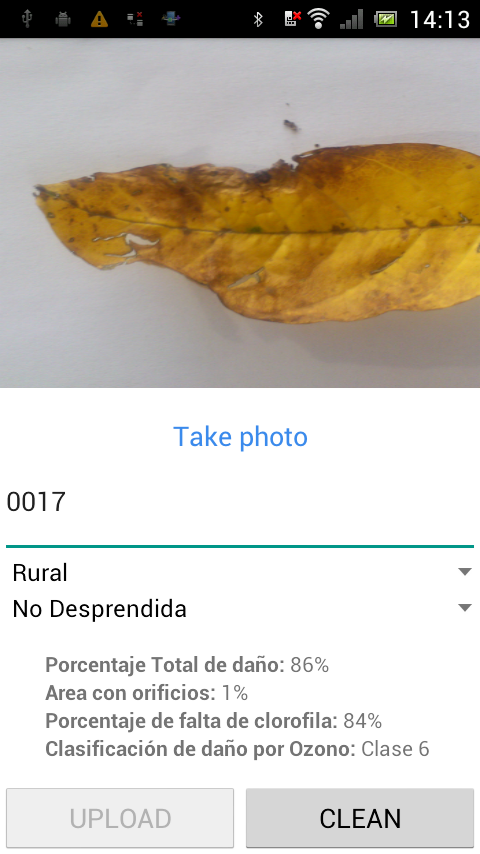 14:13
Take photo
0017
Rural
No Desprendida
Porcentaje Total de daño: 86%
Area con orificios: 1%
Porcentaje de falta de clorofila: 84%
Clasificación de daño por Ozono: Clase 6
UPLOAD CLEAN